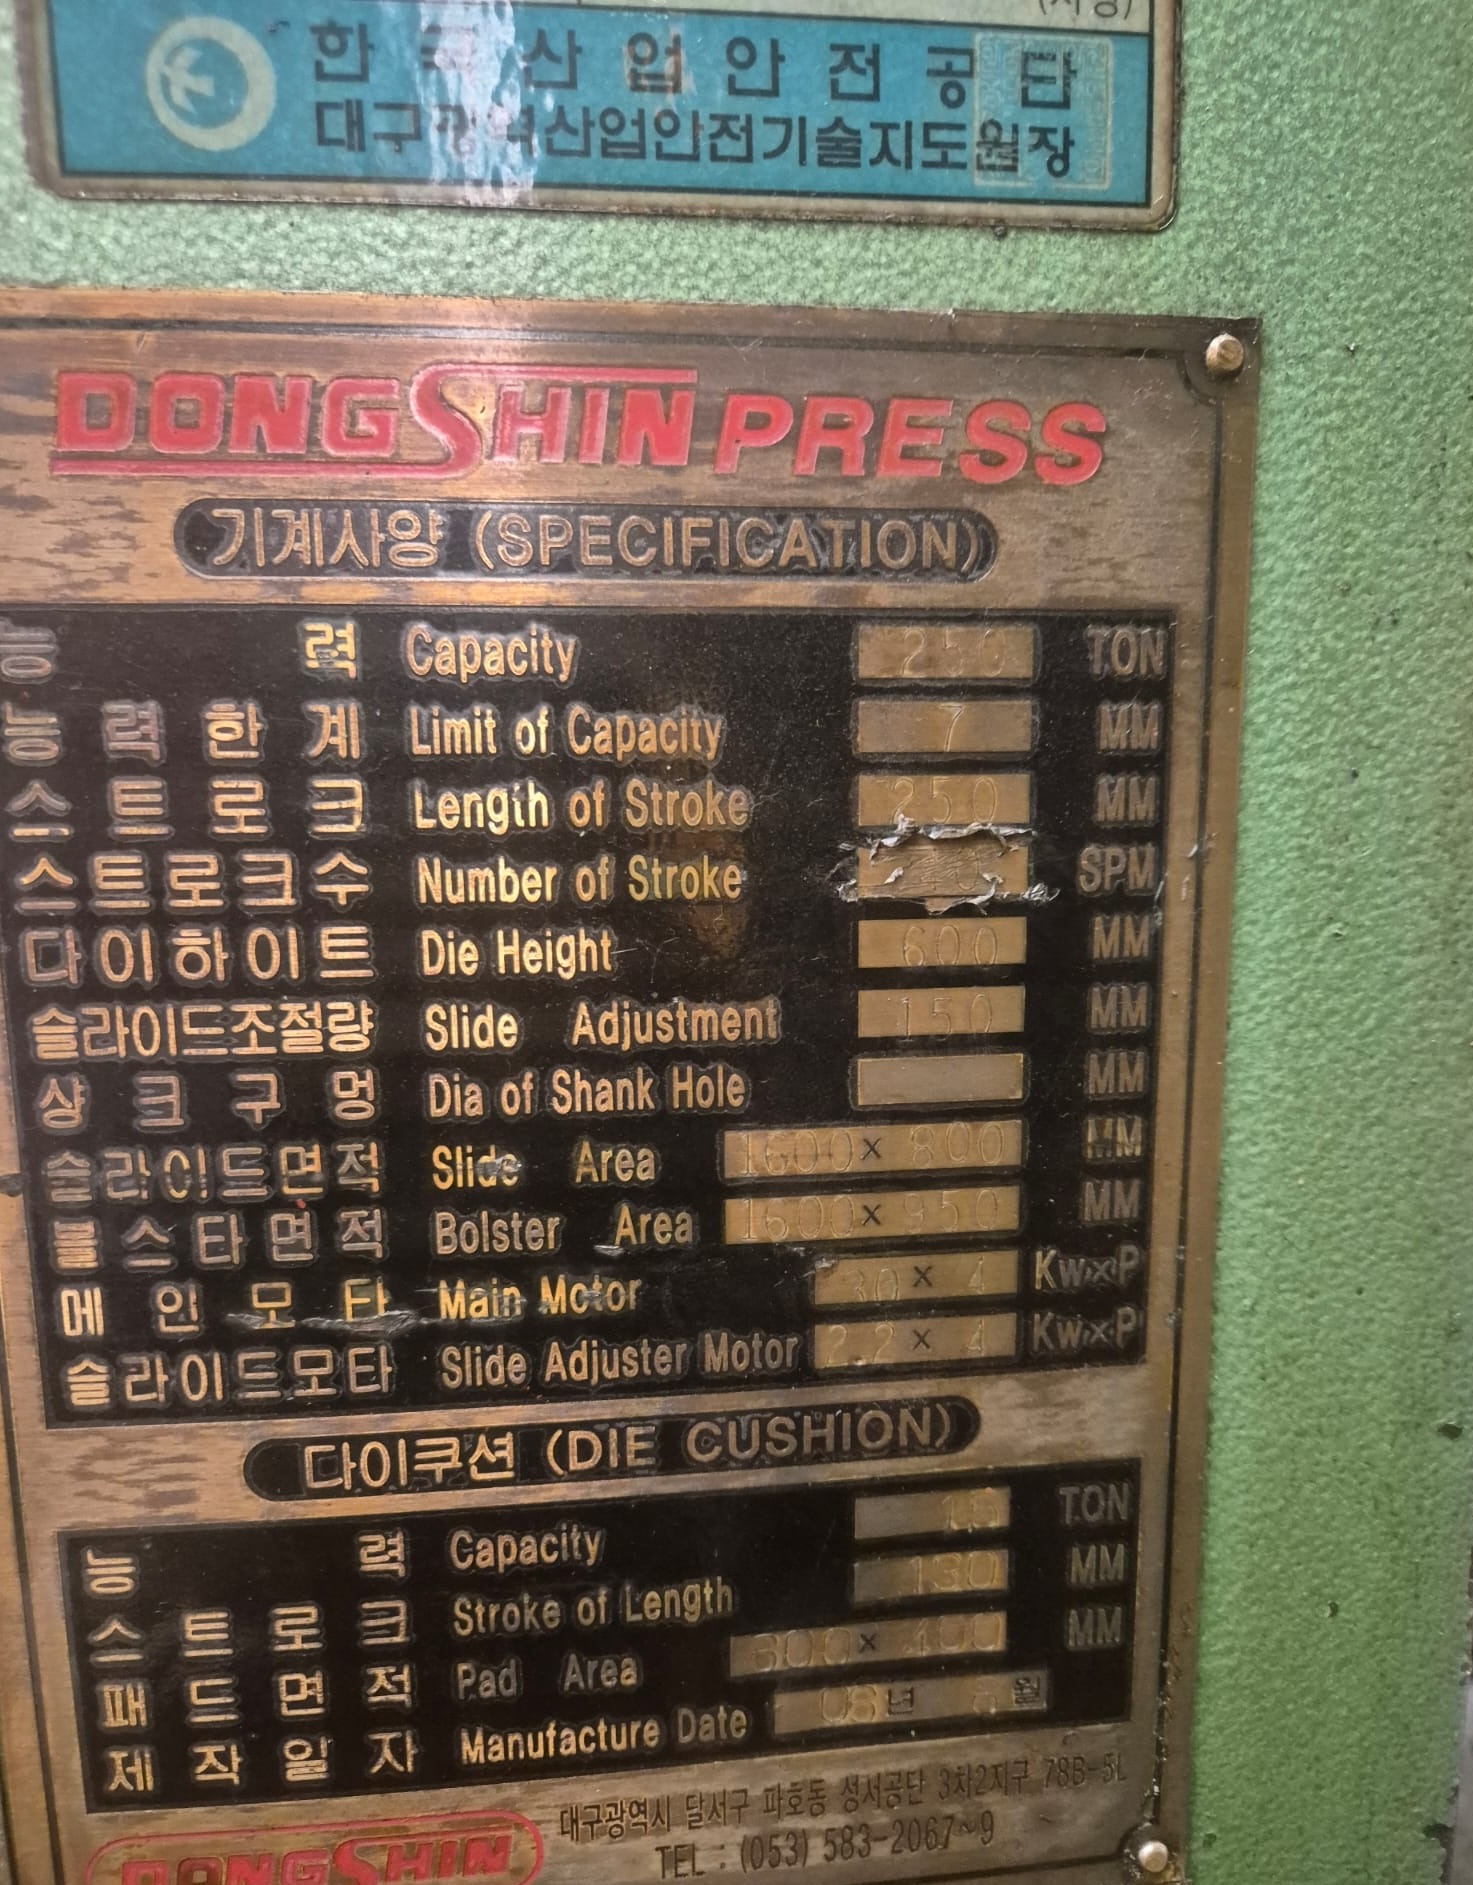 한국산업안전공단
대구광역산업안전기술지도원장
DONGSHIN PRESS
기계사양 (SPECIFICATION)
능력 Capacity 250 TON
능력한계 Limit of Capacity 7 MM
스트로크 Length of Stroke 250 MM
스트로크수 Number of Stroke SPM
다이하이트 Die Height 600 MM
슬라이드조절량 Slide Adjustment 150 MM
상크구멍 Dia of Shank Hole MM
슬라이드면적 Slide Area 1600 × 800 MM
볼스타면적 Bolster Area 1600 × 950 MM
메인모타 Main Motor 30 × 4 Kw×P
슬라이드모타 Slide Adjuster Motor 2.2 × 4 Kw×P
다이쿠션 (DIE CUSHION)
능력 Capacity 15 TON
스트로크 Stroke of Length 130 MM
패드면적 Pad Area × 400 MM
제작일자 Manufacture Date 08년 월
대구광역시 달서구 파호동 성서공단 3차2지구 78B-5L
TEL : (053) 583-2067~9
DONGSHIN